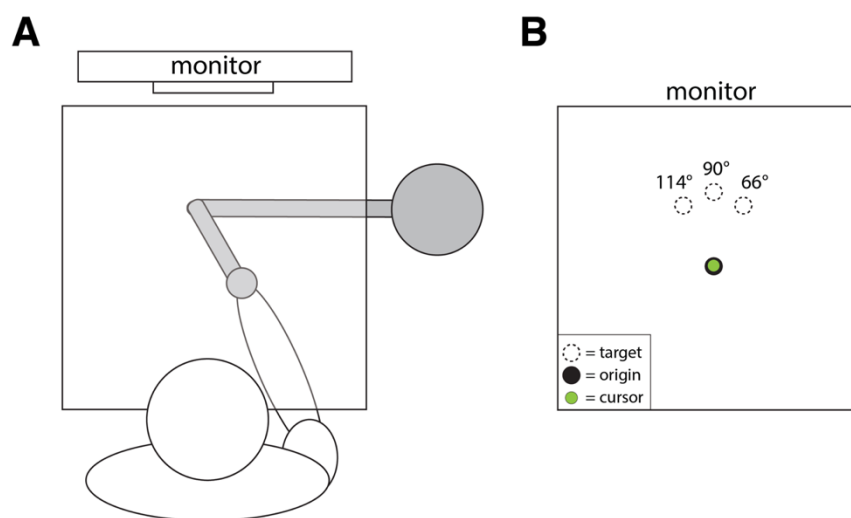 A
monitor
B
monitor
114°
90°
66°
= target
= origin
= cursor